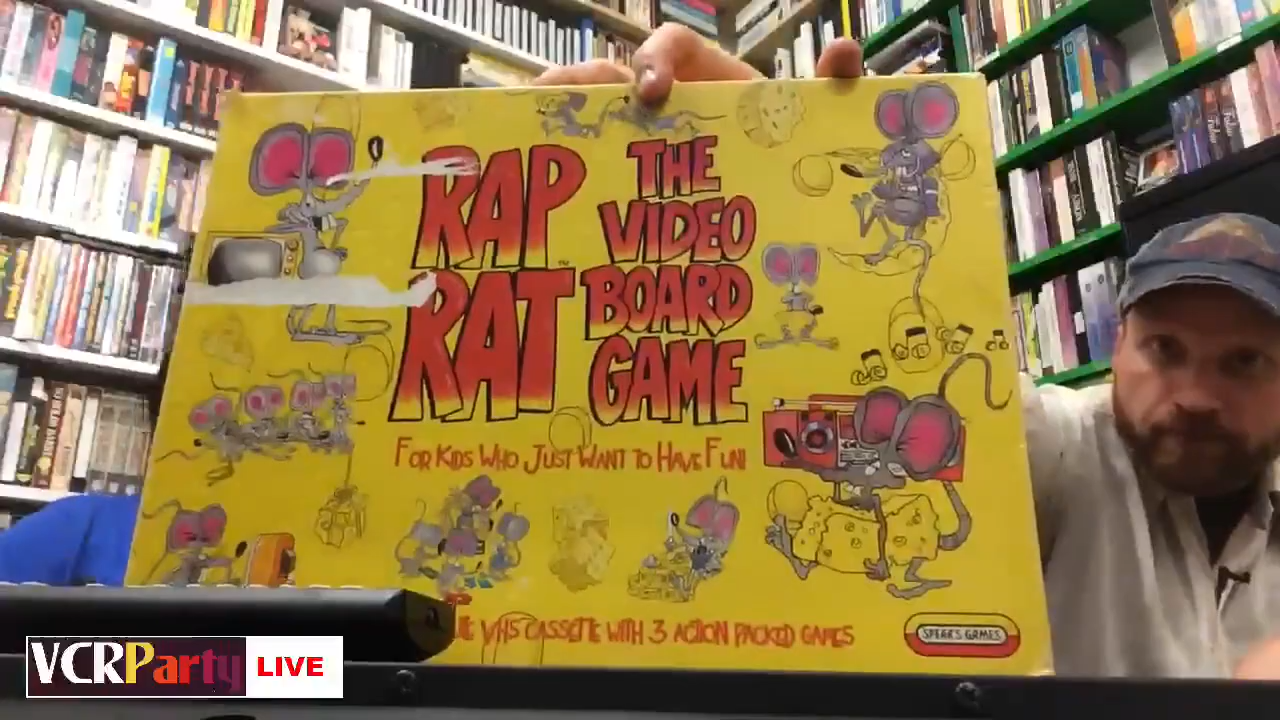 RAP
RAT
THE
VIDEO
BOARD
GAME
FOR KIDS WHO JUST WANT TO HAVE FUN!
VHS CASSETTE WITH 3 ACTION PACKED GAMES
SPEAR'S GAMES
VCRParty LIVE